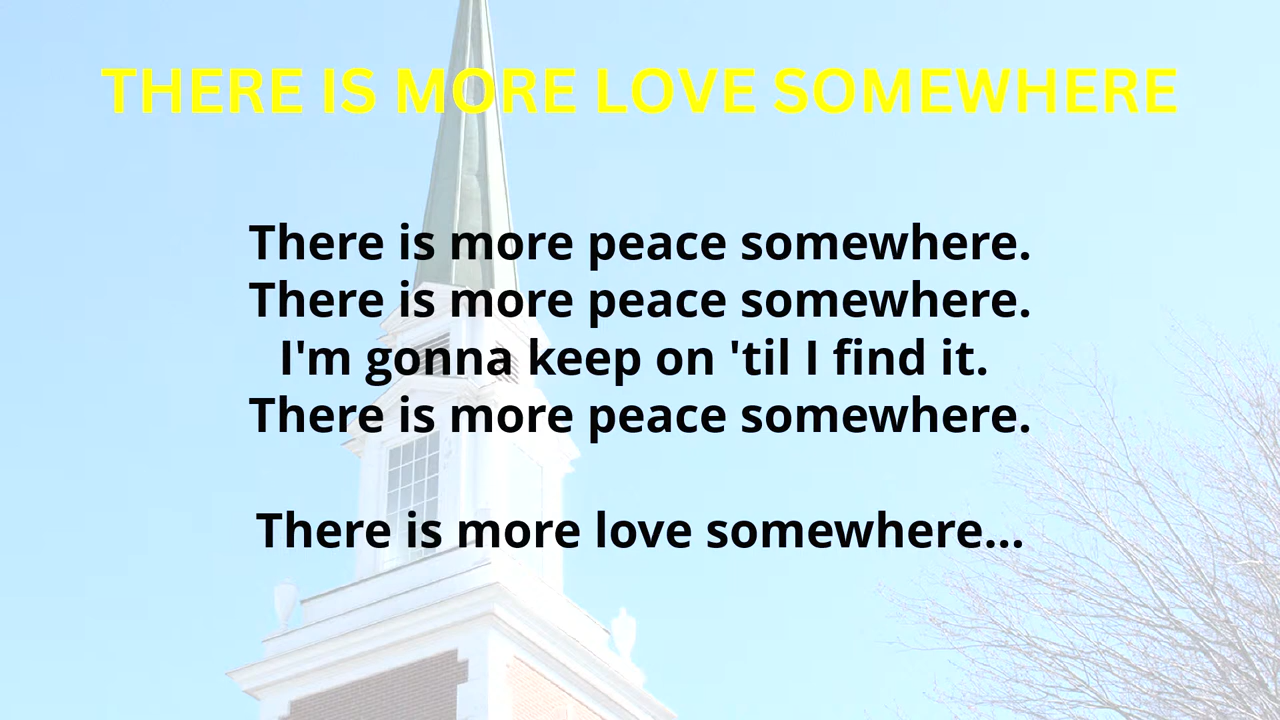 THERE IS MORE LOVE SOMEWHERE
There is more peace somewhere.
There is more peace somewhere.
I'm gonna keep on 'til I find it.
There is more peace somewhere.
There is more love somewhere...